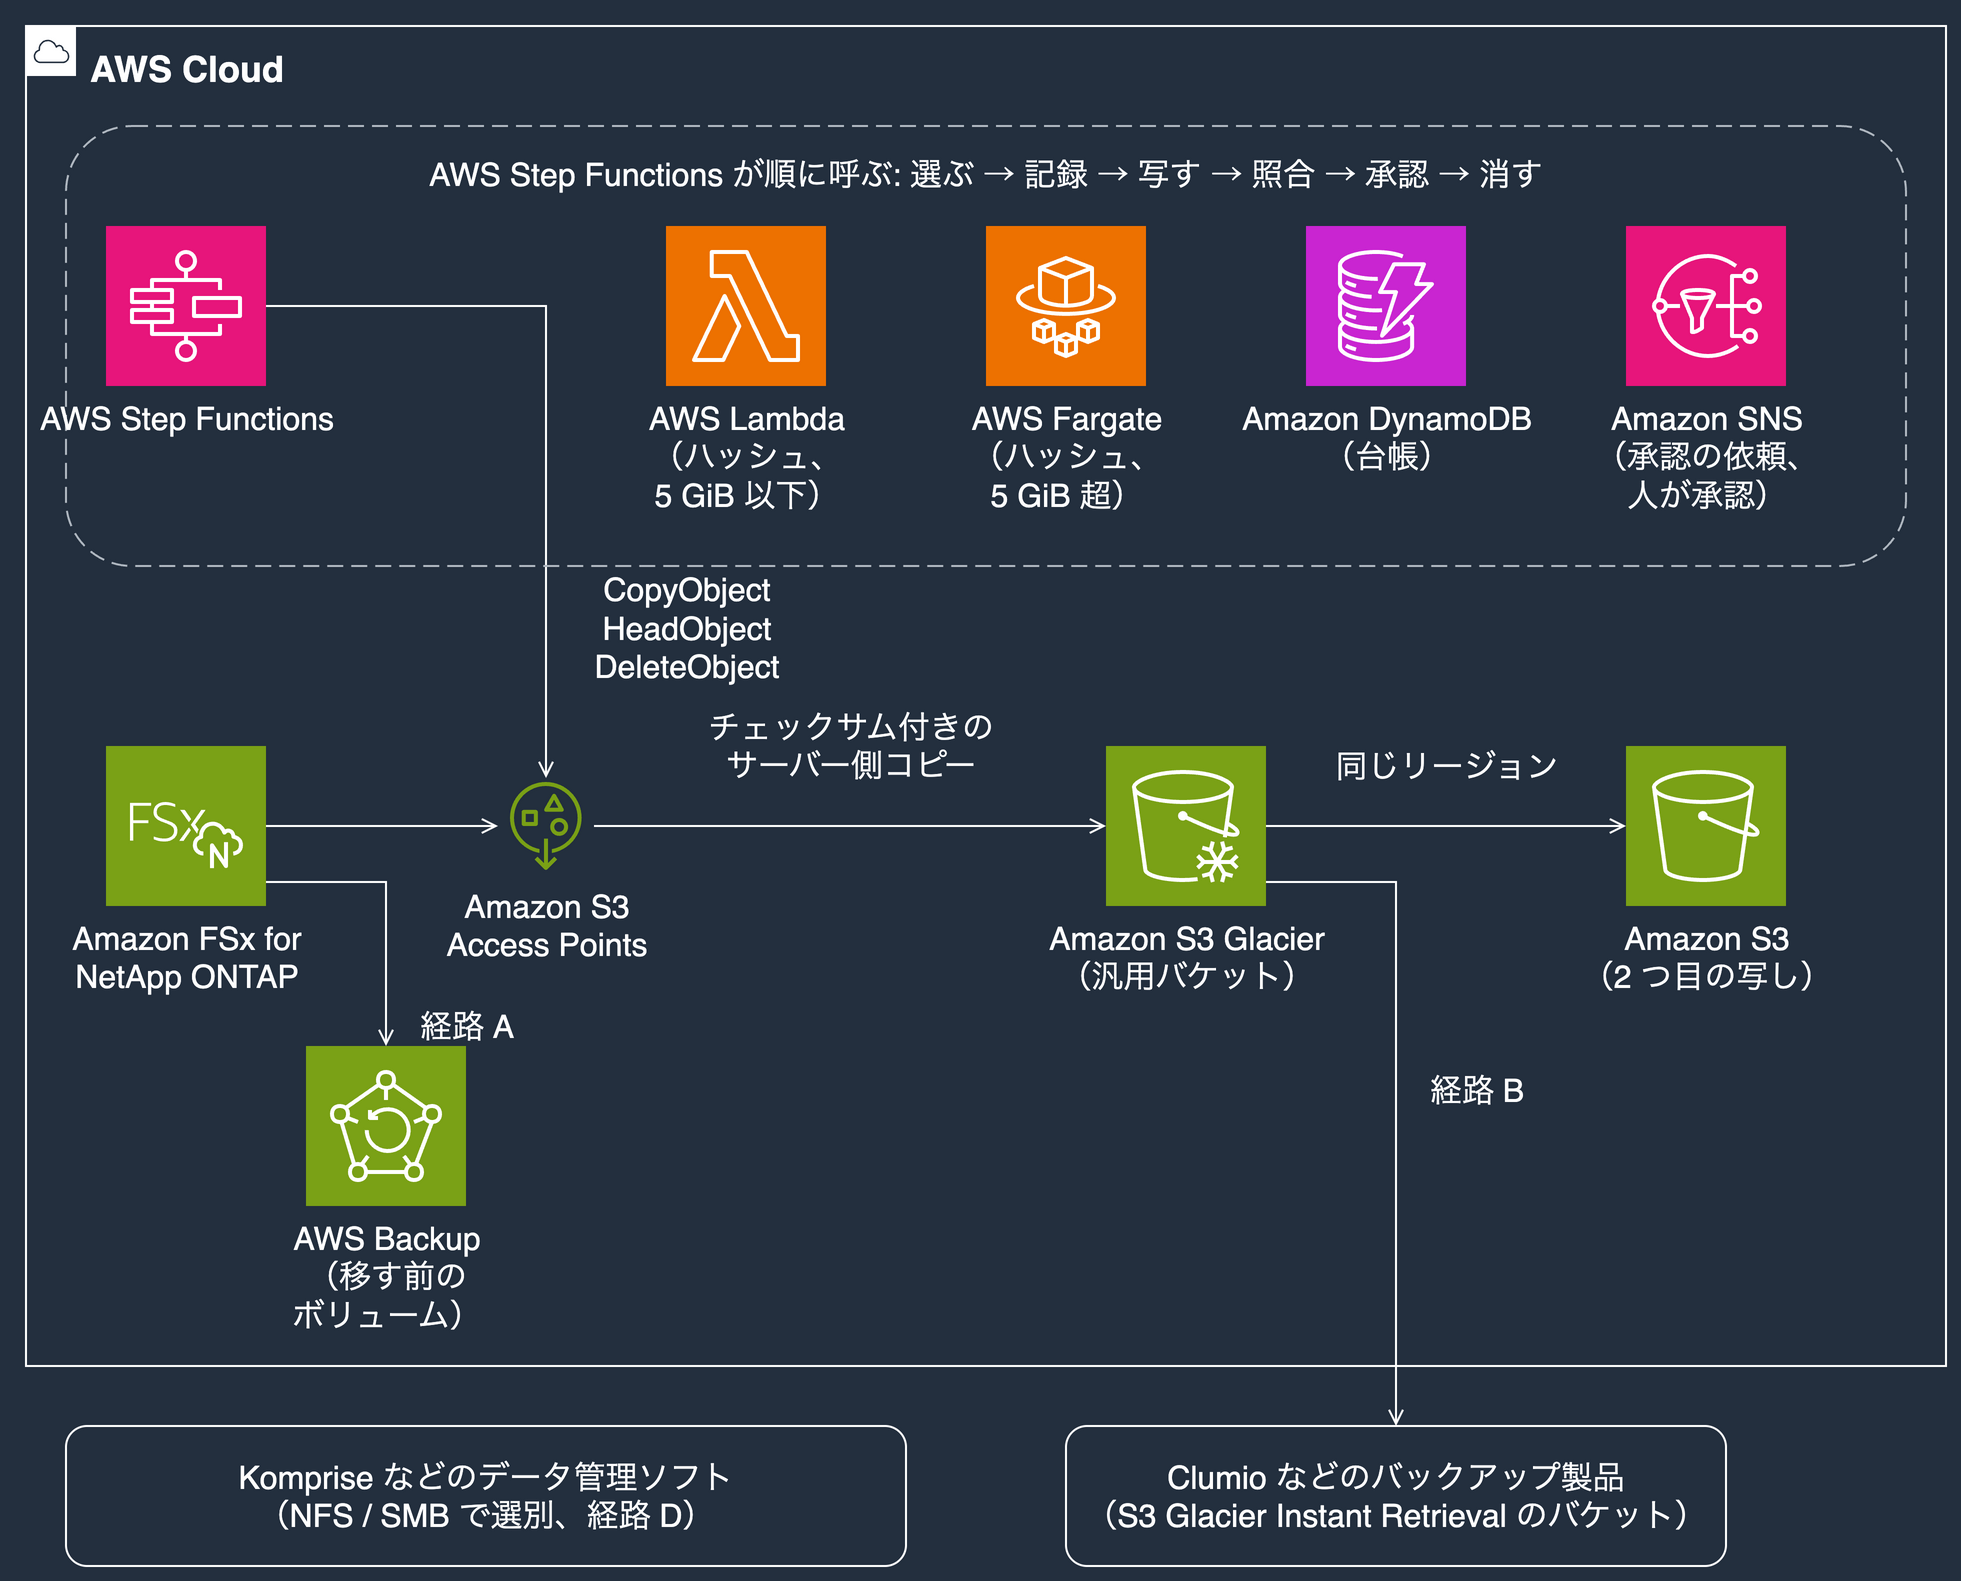 AWS Cloud
AWS Step Functions が順に呼ぶ: 選ぶ → 記録 → 写す → 照合 → 承認 → 消す
AWS Step Functions
AWS Lambda
（ハッシュ、
5 GiB 以下）
AWS Fargate
（ハッシュ、
5 GiB 超）
Amazon DynamoDB
（台帳）
Amazon SNS
（承認の依頼、
人が承認）
CopyObject
HeadObject
DeleteObject
チェックサム付きの
サーバー側コピー
同じリージョン
FSx
N
Amazon FSx for
NetApp ONTAP
Amazon S3
Access Points
Amazon S3 Glacier
（汎用バケット）
Amazon S3
（2 つ目の写し）
経路 A
経路 B
AWS Backup
（移す前の
ボリューム）
Komprise などのデータ管理ソフト
（NFS / SMB で選別、経路 D）
Clumio などのバックアップ製品
（S3 Glacier Instant Retrieval のバケット）